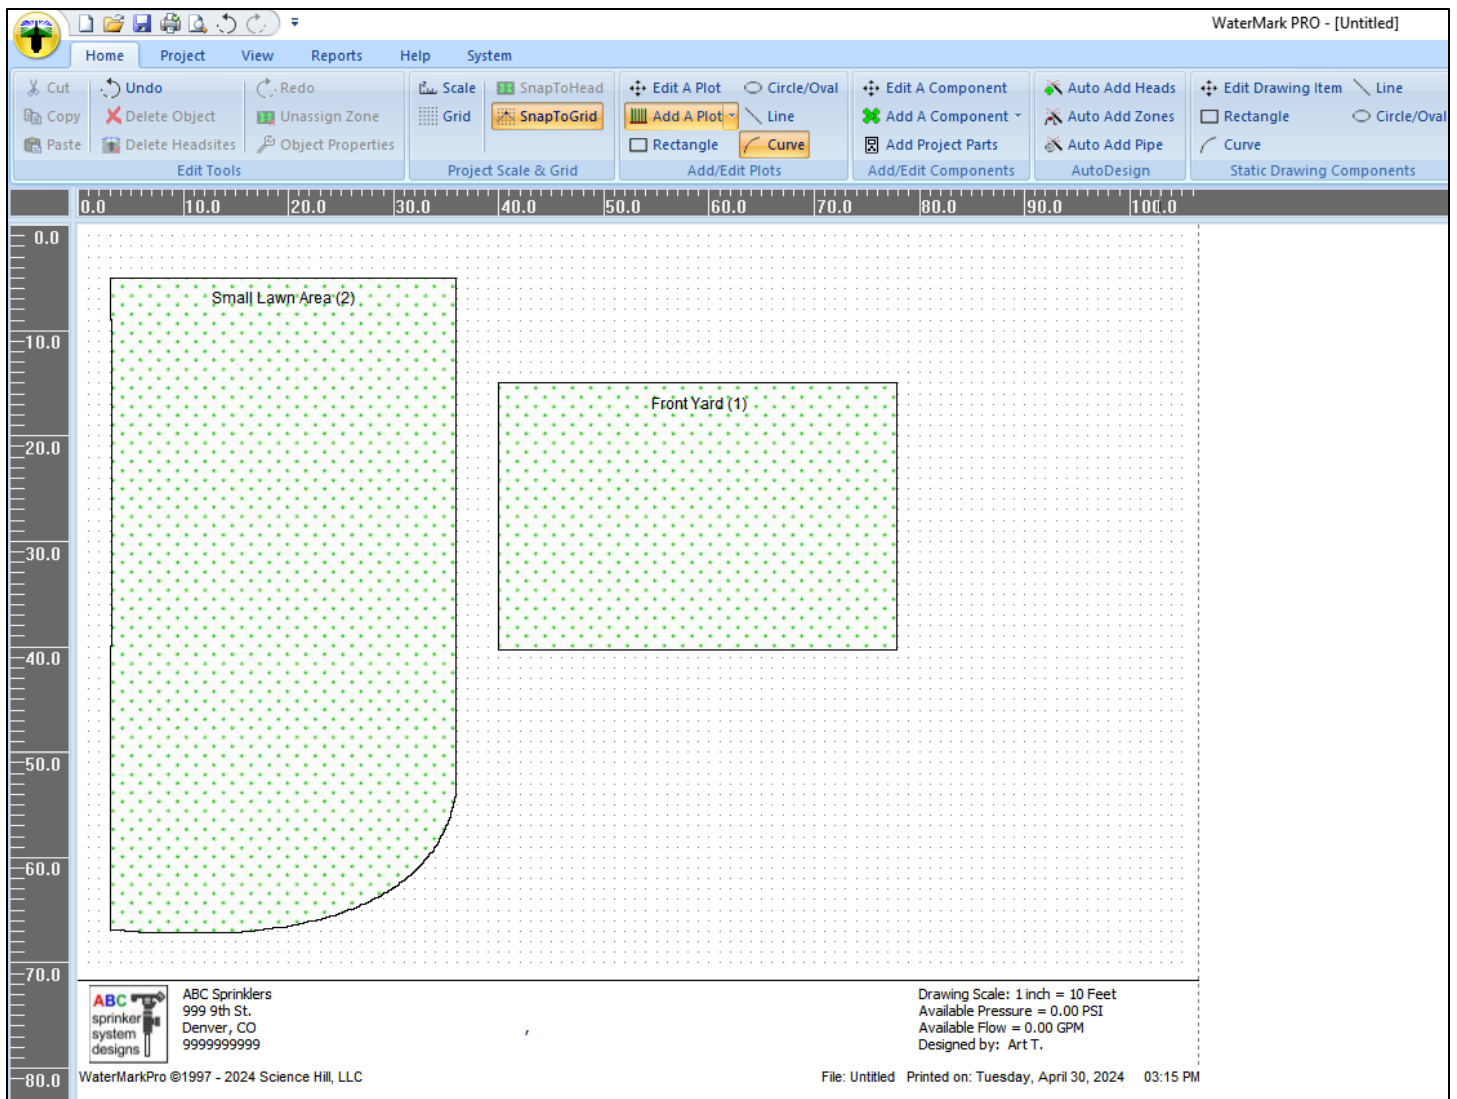 WaterMark PRO - [Untitled]
Home Project View Reports Help System
Cut Undo Redo Scale SnapToHead Edit A Plot Circle/Oval Edit A Component Auto Add Heads Edit Drawing Item Line
Copy Delete Object Unassign Zone Grid SnapToGrid Add A Plot Line Add A Component Auto Add Zones Rectangle Circle/Oval
Paste Delete Headsites Object Properties Rectangle Curve Add Project Parts Auto Add Pipe Curve
Edit Tools Project Scale & Grid Add/Edit Plots Add/Edit Components AutoDesign Static Drawing Components
0.0 10.0 20.0 30.0 40.0 50.0 60.0 70.0 80.0 90.0 100.0
0.0
Small Lawn Area (2)
10.0
Front Yard (1)
20.0
30.0
40.0
50.0
60.0
70.0
ABC
sprinker
system
designs
ABC Sprinklers
999 9th St.
Denver, CO
9999999999
,
Drawing Scale: 1 inch = 10 Feet
Available Pressure = 0.00 PSI
Available Flow = 0.00 GPM
Designed by: Art T.
80.0
WaterMarkPro ©1997 - 2024 Science Hill, LLC
File: Untitled Printed on: Tuesday, April 30, 2024 03:15 PM